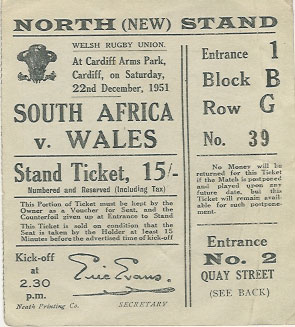 NORTH (NEW) STAND
WELSH RUGBY UNION.
At Cardiff Arms Park,
Cardiff, on Saturday,
22nd December, 1951
SOUTH AFRICA
v. WALES
Stand Ticket, 15/-
Numbered and Reserved (Including Tax)
This Portion of Ticket must be kept by the
Owner as a Voucher for Seat, and the
Counterfoil given up at Entrance to Stand
This Ticket is sold on condition that the
Seat is taken by the Holder at least 15
Minutes before the advertised time of kick-off
Kick-off
at
2.30
p.m.
Eric Evans.
SECRETARY
Neath Printing Co.
Entrance 1
Block B
Row G
No. 39
No Money will be
returned for this Ticket
if the Match is postponed
and played upon any
future date, but this
Ticket will remain avail-
able for such postpone-
ment.
Entrance
No. 2
QUAY STREET
(SEE BACK)